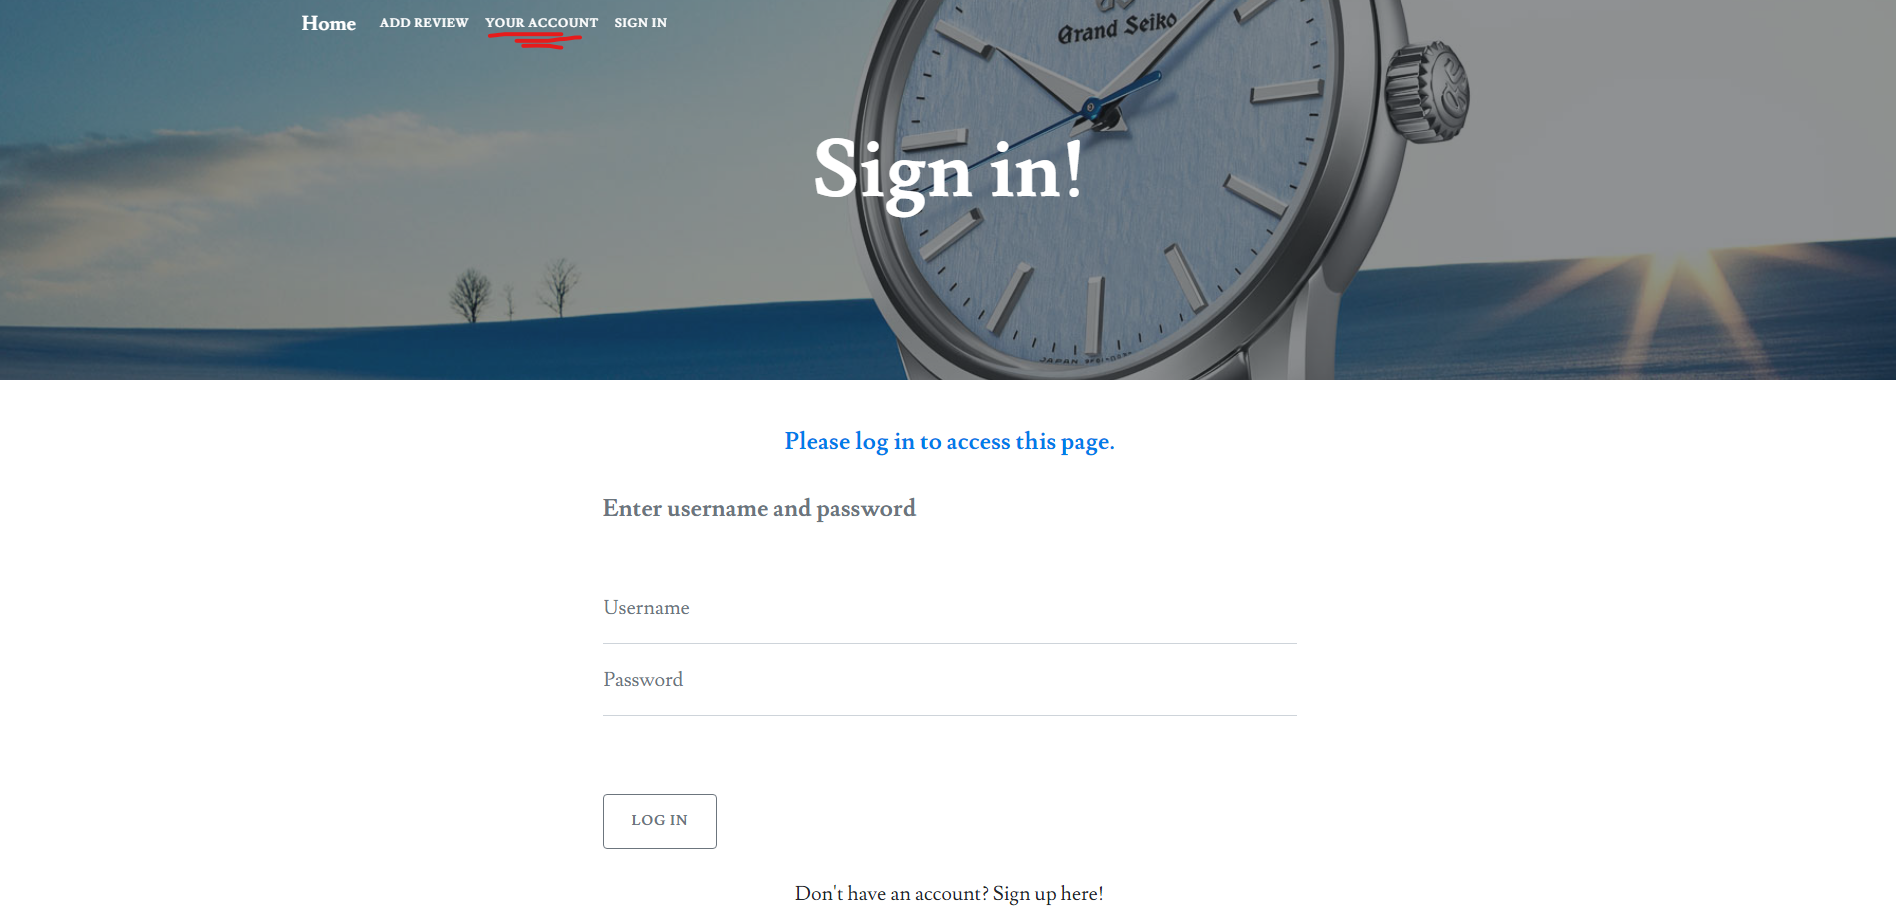 Home ADD REVIEW YOUR ACCOUNT SIGN IN
Grand Seiko
Sign in!
JAPAN
Please log in to access this page.
Enter username and password
Username
Password
LOG IN
Don't have an account? Sign up here!